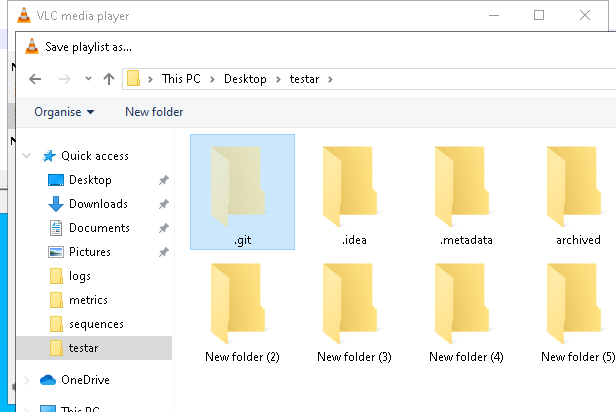 VLC media player
Save playlist as...
This PC > Desktop > testar >
Organise
New folder
Quick access
Desktop
Downloads
Documents
Pictures
logs
metrics
sequences
testar
OneDrive
This PC
.git
.idea
.metadata
archived
New folder (2)
New folder (3)
New folder (4)
New folder (5)